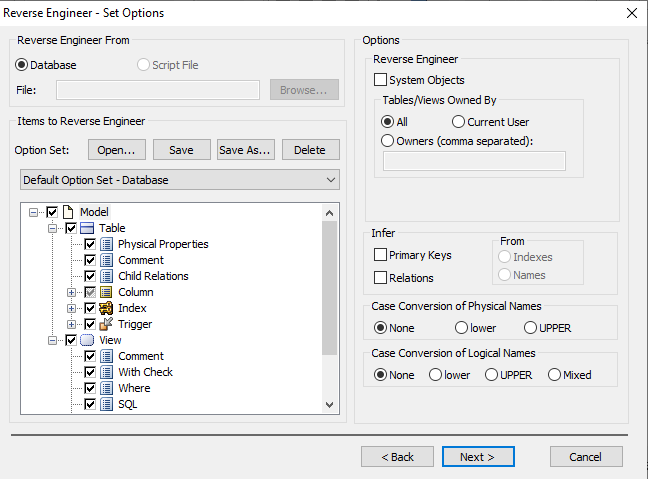 Reverse Engineer - Set Options
Reverse Engineer From
Database
Script File
File:
Browse...
Items to Reverse Engineer
Option Set:
Open...
Save
Save As...
Delete
Default Option Set - Database
Model
Table
Physical Properties
Comment
Child Relations
Column
Index
Trigger
View
Comment
With Check
Where
SQL
Options
Reverse Engineer
System Objects
Tables/Views Owned By
All
Current User
Owners (comma separated):
Infer
Primary Keys
Relations
From
Indexes
Names
Case Conversion of Physical Names
None
lower
UPPER
Case Conversion of Logical Names
None
lower
UPPER
Mixed
< Back
Next >
Cancel